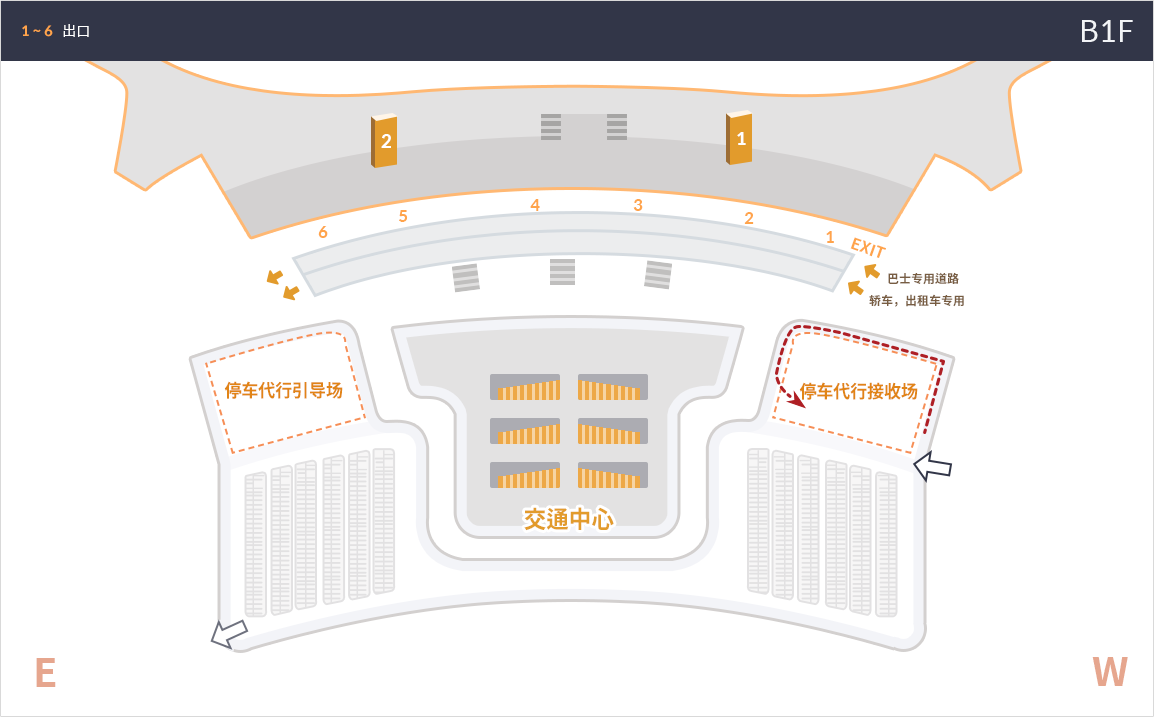 1 ~ 6 出口
B1F
2
1
6
5
4
3
2
1
EXIT
巴士专用道路
轿车，出租车专用
停车代行引导场
停车代行接收场
交通中心
E
W